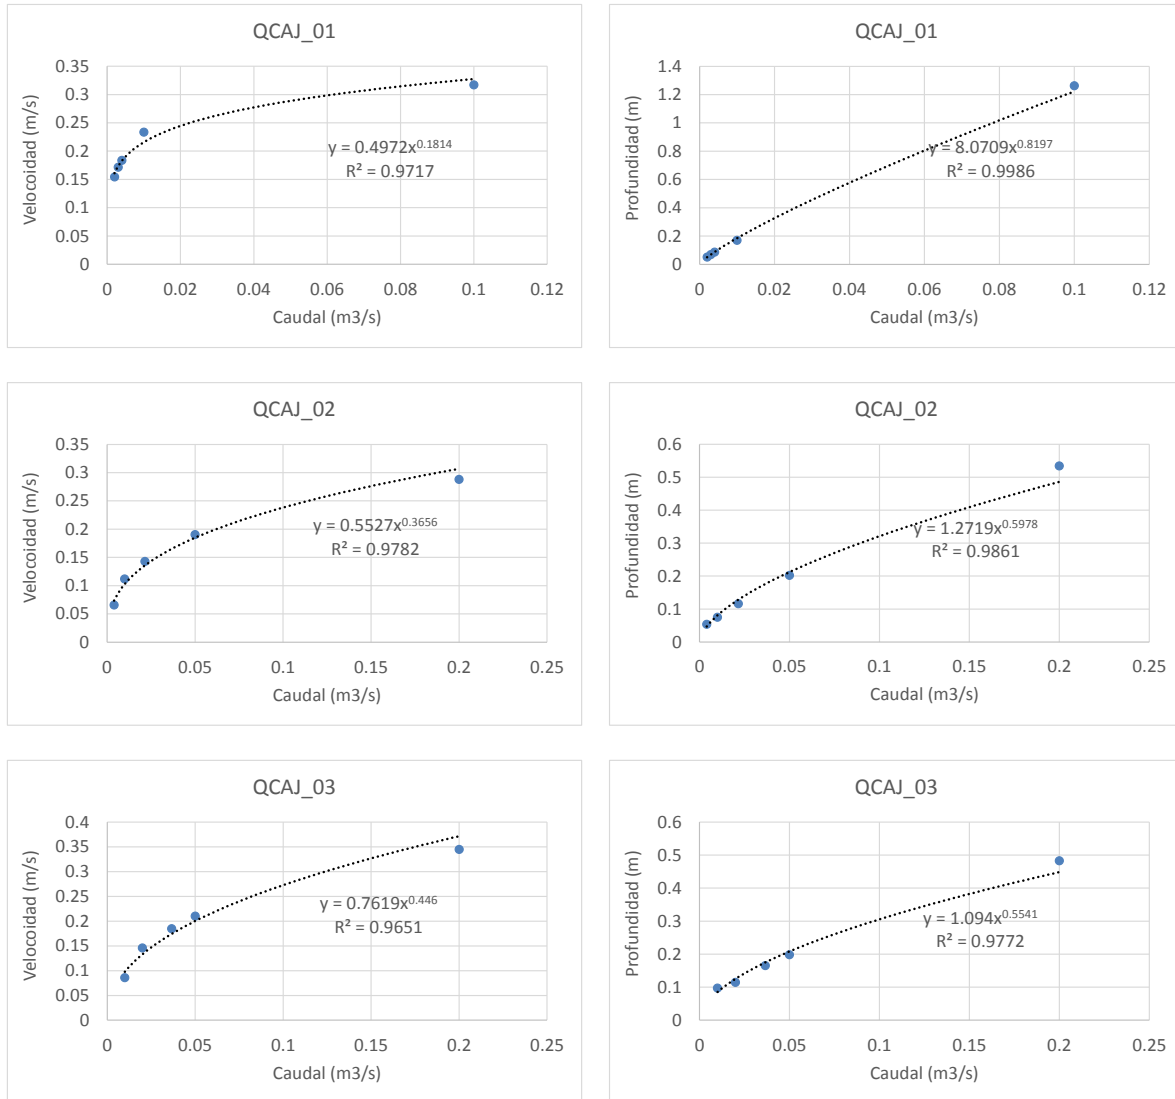 QCAJ_01
Velocoidad (m/s)
0.35
0.3
0.25
0.2
0.15
0.1
0.05
0
y = 0.4972x^0.1814
R² = 0.9717
0 0.02 0.04 0.06 0.08 0.1 0.12
Caudal (m3/s)
QCAJ_01
Profundidad (m)
1.4
1.2
1
0.8
0.6
0.4
0.2
0
y = 8.0709x^0.8197
R² = 0.9986
0 0.02 0.04 0.06 0.08 0.1 0.12
Caudal (m3/s)
QCAJ_02
Velocoidad (m/s)
0.35
0.3
0.25
0.2
0.15
0.1
0.05
0
y = 0.5527x^0.3656
R² = 0.9782
0 0.05 0.1 0.15 0.2 0.25
Caudal (m3/s)
QCAJ_02
Profundidad (m)
0.6
0.5
0.4
0.3
0.2
0.1
0
y = 1.2719x^0.5978
R² = 0.9861
0 0.05 0.1 0.15 0.2 0.25
Caudal (m3/s)
QCAJ_03
Velocoidad (m/s)
0.4
0.35
0.3
0.25
0.2
0.15
0.1
0.05
0
y = 0.7619x^0.446
R² = 0.9651
0 0.05 0.1 0.15 0.2 0.25
Caudal (m3/s)
QCAJ_03
Profundidad (m)
0.6
0.5
0.4
0.3
0.2
0.1
0
y = 1.094x^0.5541
R² = 0.9772
0 0.05 0.1 0.15 0.2 0.25
Caudal (m3/s)